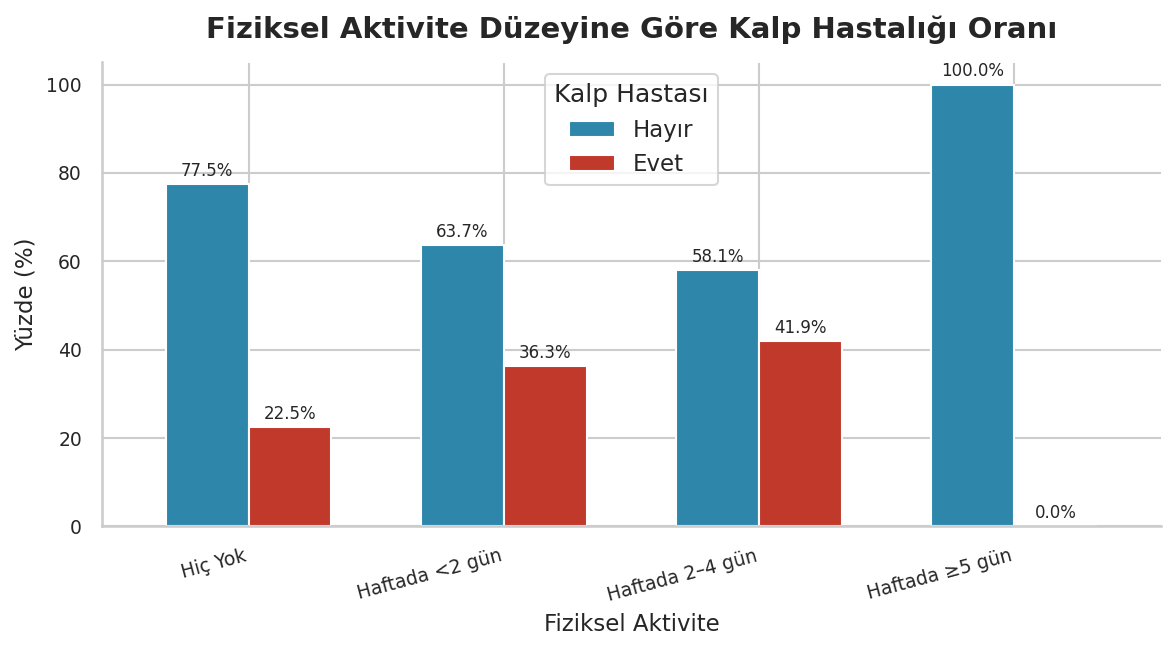 Fiziksel Aktivite Düzeyine Göre Kalp Hastalığı Oranı
Yüzde (%)
100
80
60
40
20
0
Kalp Hastası
Hayır
Evet
77.5%
22.5%
63.7%
36.3%
58.1%
41.9%
100.0%
0.0%
Hiç Yok
Haftada <2 gün
Haftada 2–4 gün
Haftada ≥5 gün
Fiziksel Aktivite